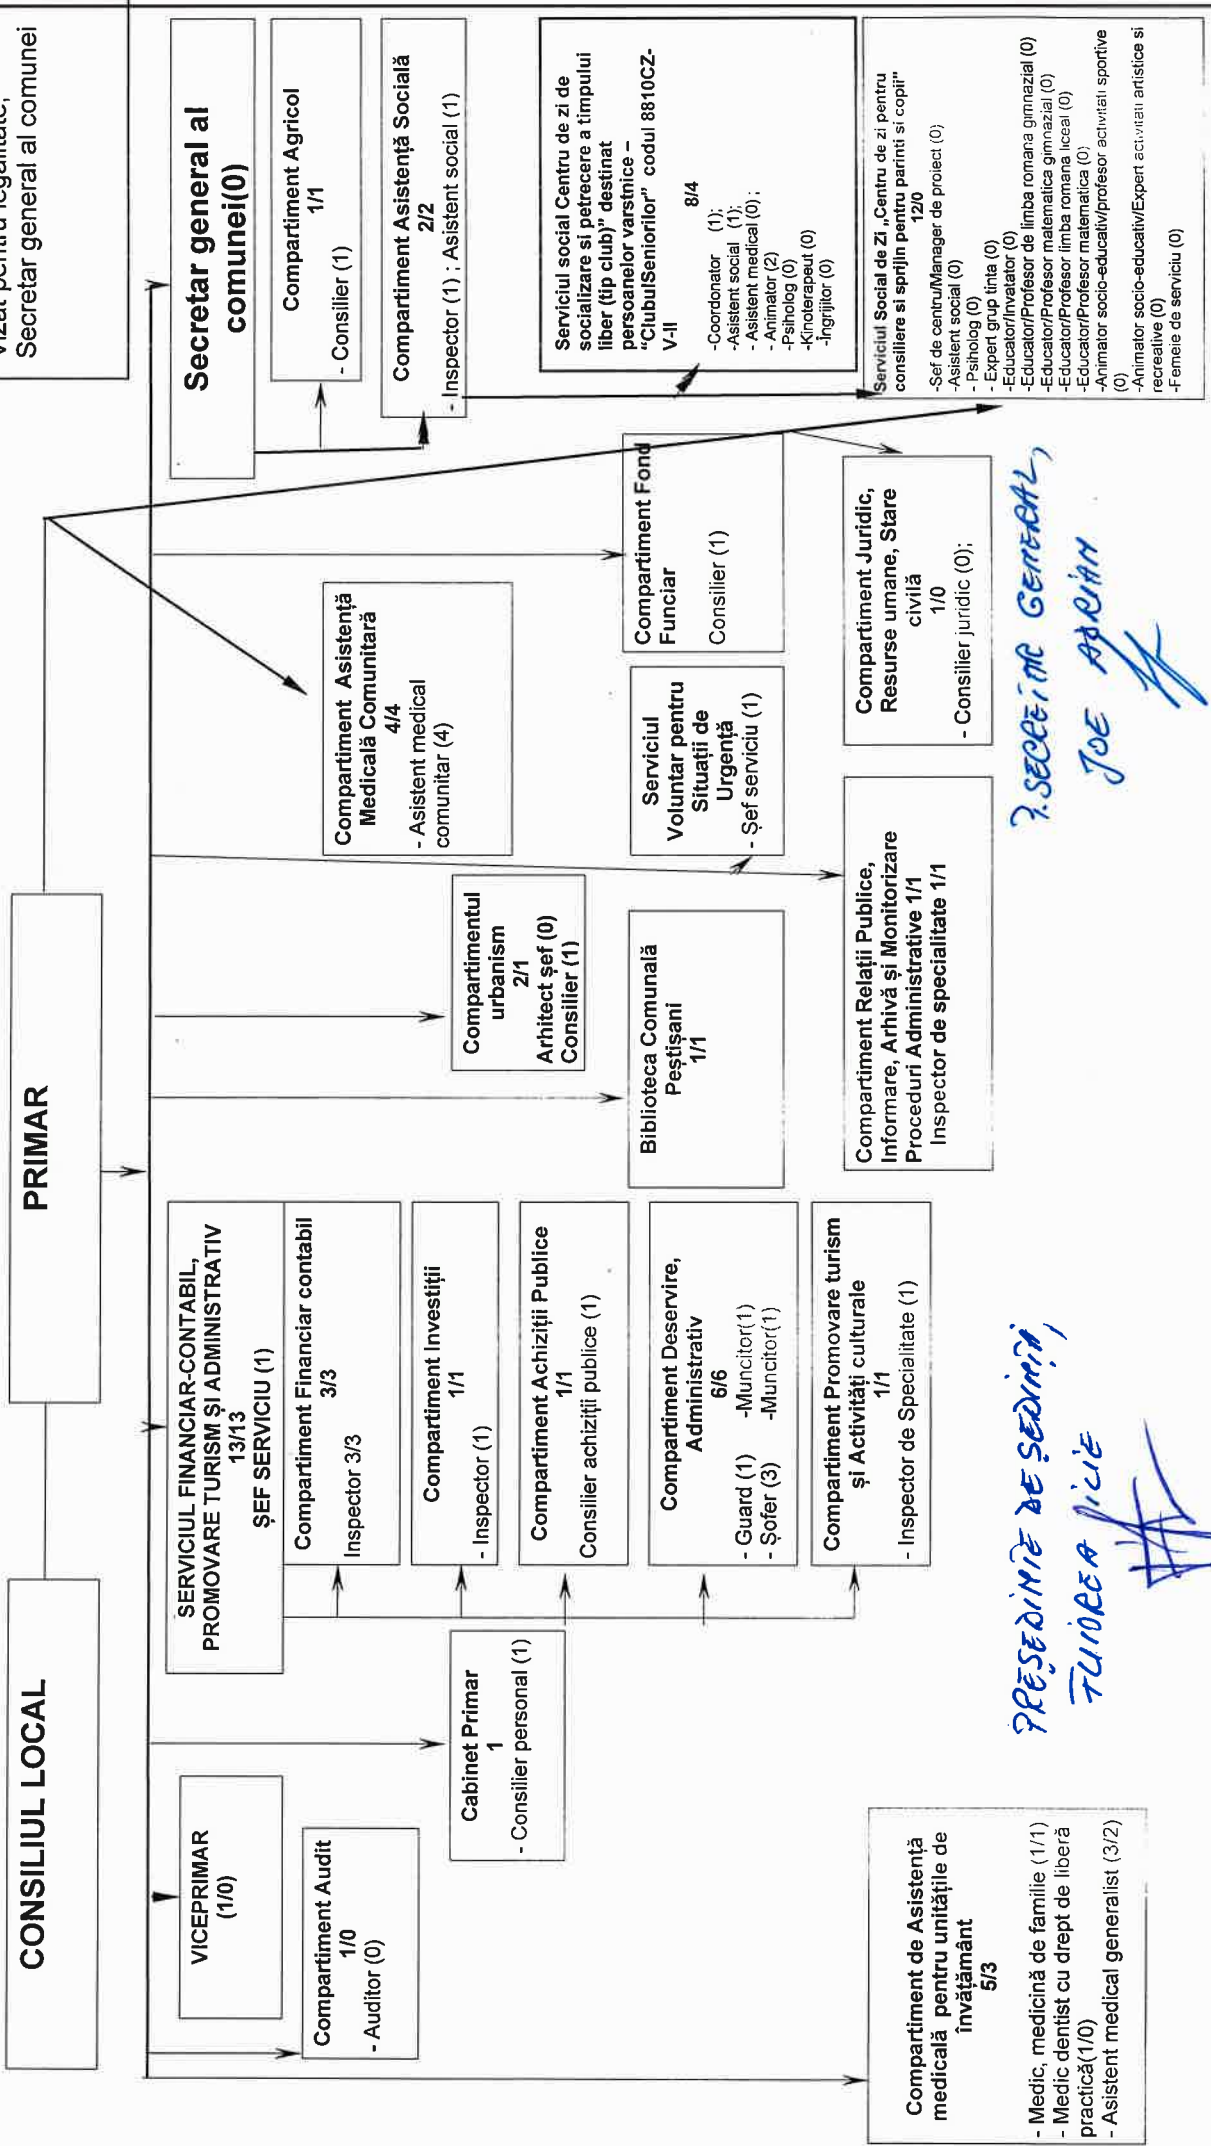 Vizat pentru legalitate,
Secretar general al comunei
CONSILIUL LOCAL
PRIMAR
VICEPRIMAR
(1/0)
Compartiment Audit
1/0
- Auditor (0)
Cabinet Primar
1
- Consilier personal (1)
Compartiment de Asistență
medicală pentru unitățile de
învățământ
5/3
- Medic, medicină de familie (1/1)
- Medic dentist cu drept de liberă
practică(1/0)
- Asistent medical generalist (3/2)
SERVICIUL FINANCIAR-CONTABIL,
PROMOVARE TURISM ȘI ADMINISTRATIV
13/13
ȘEF SERVICIU (1)
Compartiment Financiar contabil
3/3
Inspector 3/3
Compartiment Investiții
1/1
- Inspector (1)
Compartiment Achiziții Publice
1/1
Consilier achiziții publice (1)
Compartiment Deservire,
Administrativ
6/6
- Guard (1) -Muncitor(1)
- Șofer (3) -Muncitor(1)
Compartiment Promovare turism
și Activități culturale
1/1
- Inspector de Specialitate (1)
Compartimentul
urbanism
2/1
Arhitect șef (0)
Consilier (1)
Biblioteca Comunală
Peștișani
1/1
Compartiment Relații Publice,
Informare, Arhivă și Monitorizare
Proceduri Administrative 1/1
Inspector de specialitate 1/1
Compartiment Asistență
Medicală Comunitară
4/4
- Asistent medical
comunitar (4)
Serviciul
Voluntar pentru
Situații de
Urgență
- Șef serviciu (1)
Compartiment Fond
Funciar
Consilier (1)
Compartiment Juridic,
Resurse umane, Stare
civilă
1/0
- Consilier juridic (0);
Secretar general al
comunei(0)
Compartiment Agricol
1/1
- Consilier (1)
Compartiment Asistență Socială
2/2
- Inspector (1) ; Asistent social (1)
Serviciul social Centru de zi de
socializare si petrecere a timpului
liber (tip club)" destinat
persoanelor varstnice –
"ClubulSeniorilor" codul 8810CZ-
V-II
8/4
-Coordonator (1);
-Asistent social (1);
- Asistent medical (0) ;
- Animator (2)
-Psiholog (0)
-Kinoterapeut (0)
-Îngrijitor (0)
Serviciul Social de Zi „Centru de zi pentru
consiliere si sprijin pentru parinti si copii"
12/0
-Sef de centru/Manager de proiect (0)
-Asistent social (0)
- Psiholog (0)
- Expert grup tinta (0)
-Educator/Invatator (0)
-Educator/Profesor de limba romana gimnazial (0)
-Educator/Profesor matematica gimnazial (0)
-Educator/Profesor limba romana liceal (0)
-Educator/Profesor matematica (0)
-Animator socio-educativ/profesor activitati sportive
(0)
-Animator socio-educativ/Expert activitati artistice si
recreative (0)
-Femeie de serviciu (0)
PREȘEDINTE DE ȘEDINȚĂ,
ILIE
SECRETAR GENERAL,
JOE ADRIAN